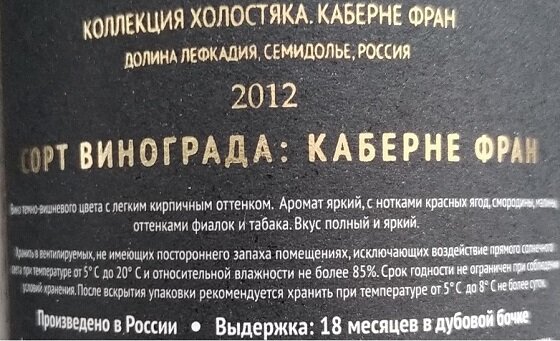 КОЛЛЕКЦИЯ ХОЛОСТЯКА. КАБЕРНЕ ФРАН
ДОЛИНА ЛЕФКАДИЯ, СЕМИДОЛЬЕ, РОССИЯ
2012
СОРТ ВИНОГРАДА: КАБЕРНЕ ФРАН
Вино темно-вишневого цвета с легким кирпичным оттенком. Аромат яркий, с нотками красных ягод, смородины, малины,
оттенками фиалок и табака. Вкус полный и яркий.
Хранить в вентилируемых, не имеющих постороннего запаха помещениях, исключающих воздействие прямого солнечного
света при температуре от 5° С до 20° С и относительной влажности не более 85%. Срок годности не ограничен при соблюдении
условий хранения. После вскрытия упаковки рекомендуется хранить при температуре от 5° С до 8° С не более суток.
Произведено в России • Выдержка: 18 месяцев в дубовой бочке